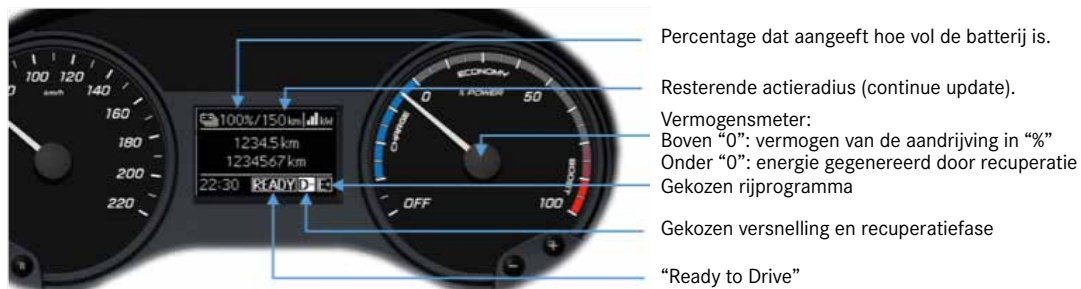 100 120
140
km/h
160
180
200
220
100%/150 km kW
1234.5 km
1234567 km
22:30 READY D- E+
ECONOMY
% POWER
0
50
CHARGE
BOOST
OFF
100
+
-
Percentage dat aangeeft hoe vol de batterij is.
Resterende actieradius (continue update).
Vermogensmeter:
Boven “0”: vermogen van de aandrijving in “%”
Onder “0”: energie gegenereerd door recuperatie
Gekozen rijprogramma
Gekozen versnelling en recuperatiefase
“Ready to Drive”